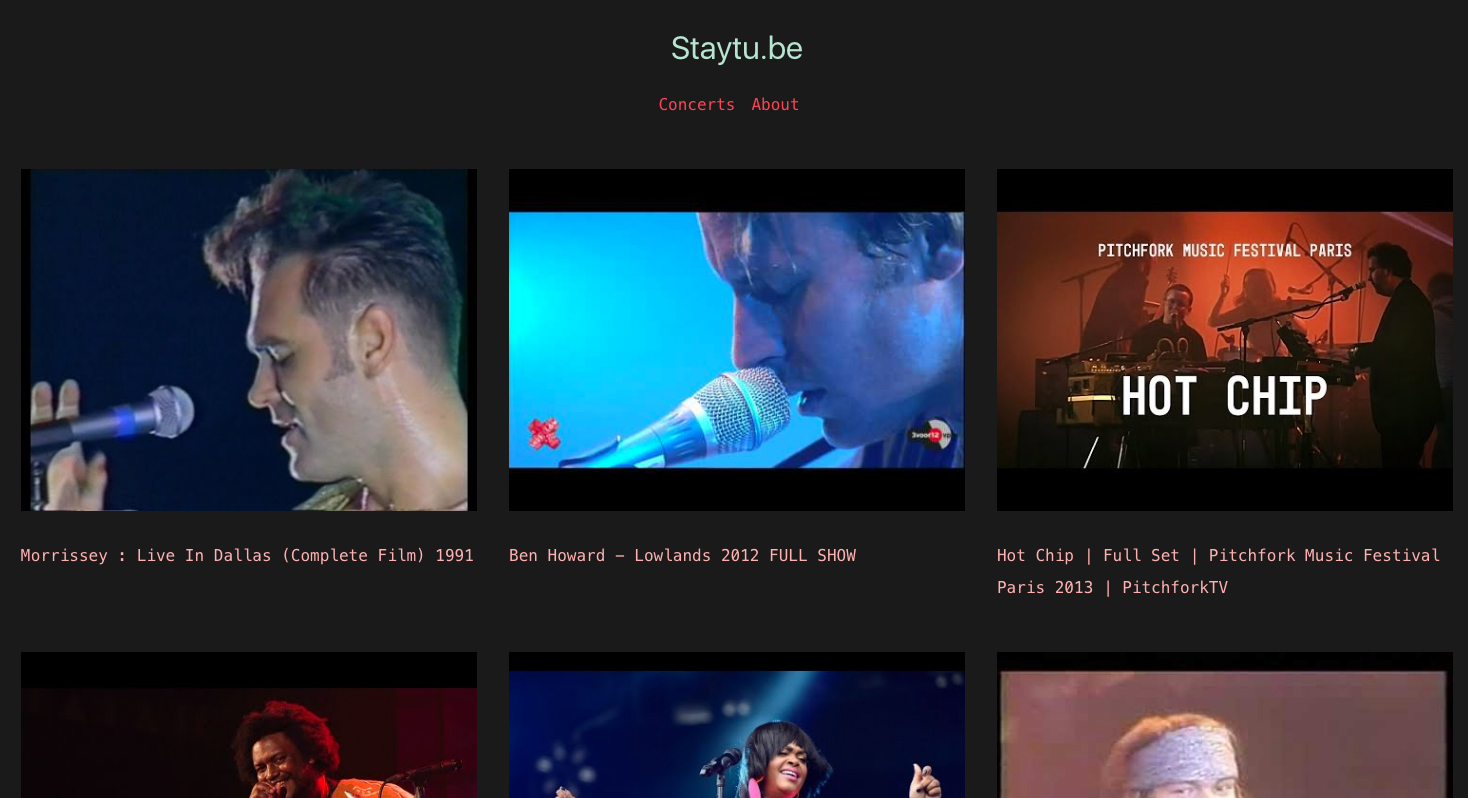 Staytu.be
Concerts About
PITCHFORK MUSIC FESTIVAL PARIS
HOT CHIP
3voor12
Morrissey : Live In Dallas (Complete Film) 1991
Ben Howard – Lowlands 2012 FULL SHOW
Hot Chip | Full Set | Pitchfork Music Festival
Paris 2013 | PitchforkTV